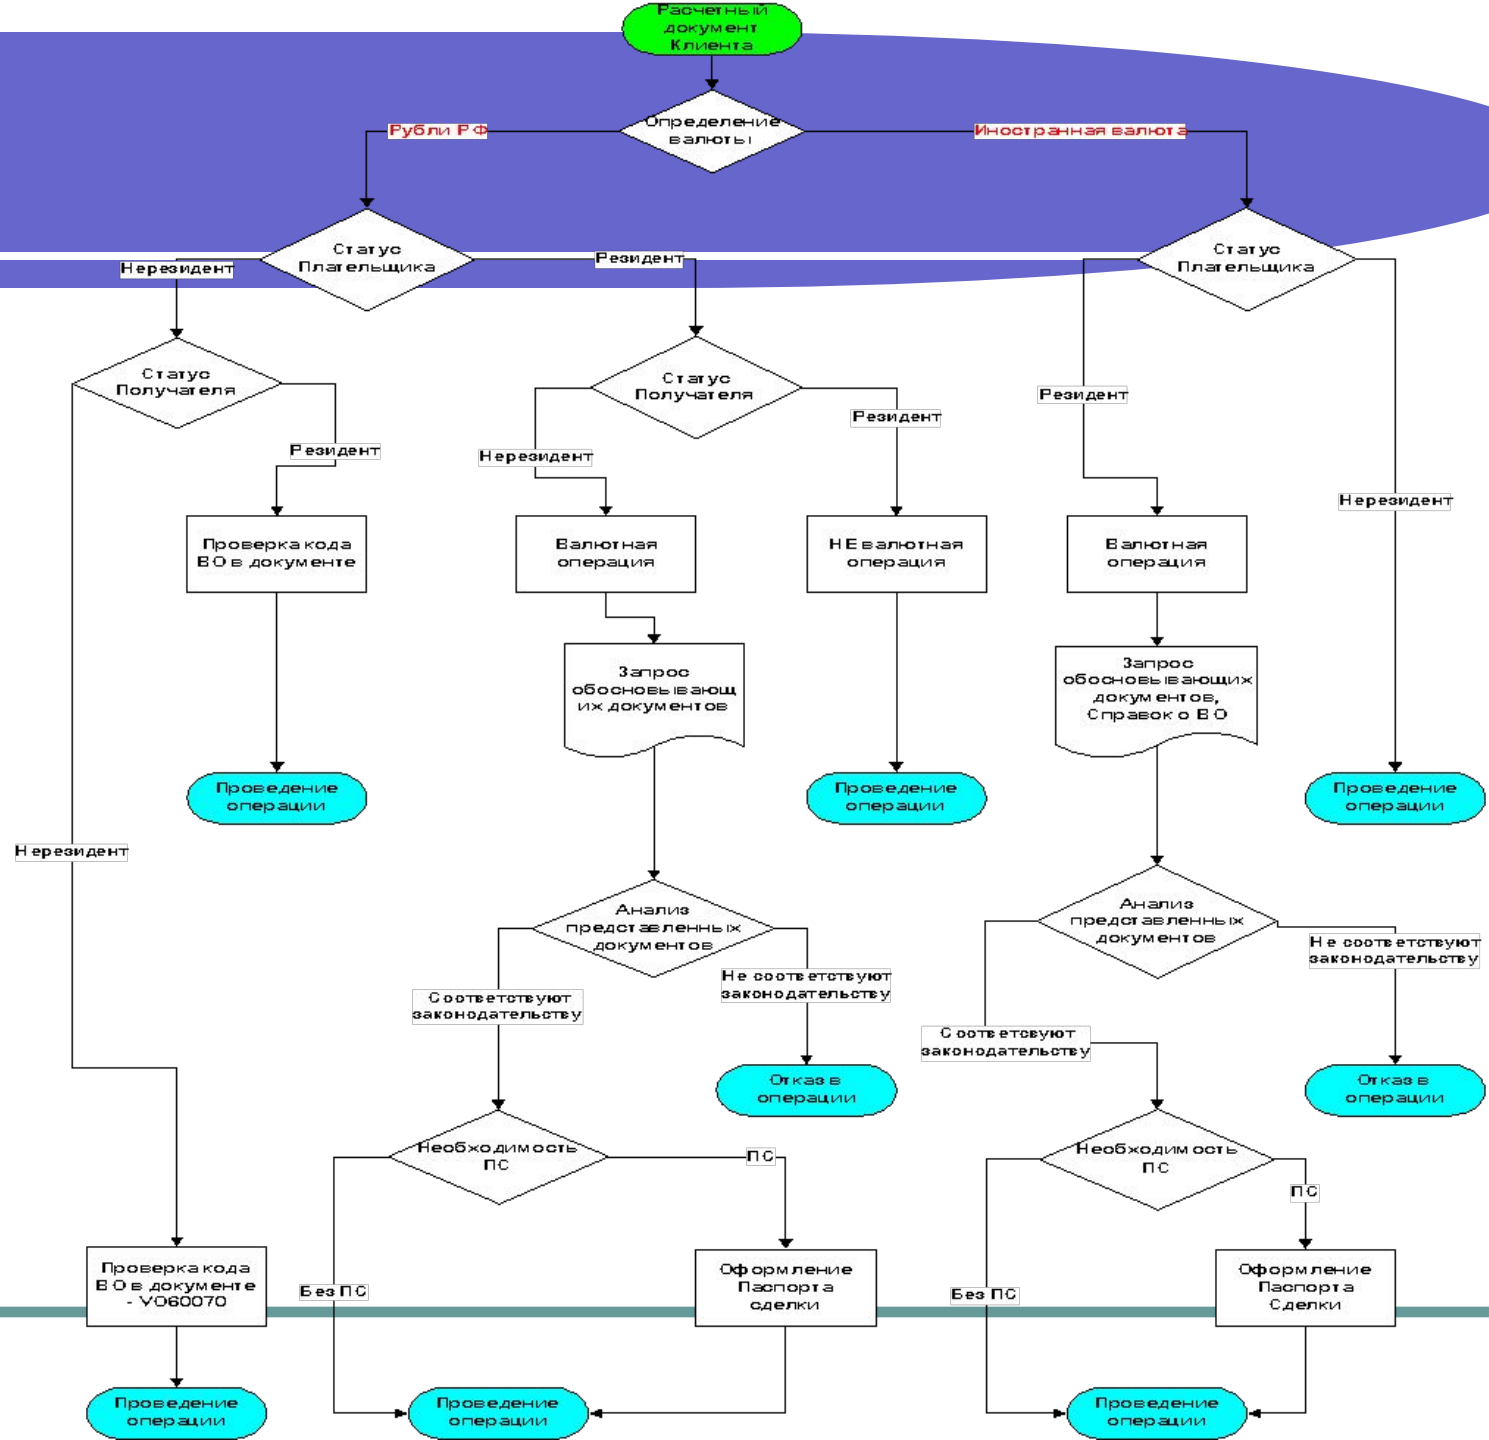 Расчетный
документ
Клиента
Определение
валюты
Рубли РФ
Иностранная валюта
Статус
Плательщика
Статус
Плательщика
Нерезидент
Резидент
Статус
Получателя
Статус
Получателя
Резидент
Резидент
Резидент
Нерезидент
Нерезидент
Проверка кода
ВО в документе
Валютная
операция
НЕ валютная
операция
Валютная
операция
Запрос
обосновывающ
их документов
Запрос
обосновывающих
документов,
Справок о ВО
Проведение
операции
Проведение
операции
Проведение
операции
Нерезидент
Анализ
представленных
документов
Анализ
представленных
документов
Не соответствуют
законодательству
Не соответствуют
законодательству
Соответствуют
законодательству
Соответсвуют
законодательству
Отказ в
операции
Отказ в
операции
Необходимость
ПС
ПС
Необходимость
ПС
ПС
Проверка кода
ВО в документе
- VO60070
Без ПС
Оформление
Паспорта
сделки
Без ПС
Оформление
Паспорта
Сделки
Проведение
операции
Проведение
операции
Проведение
операции